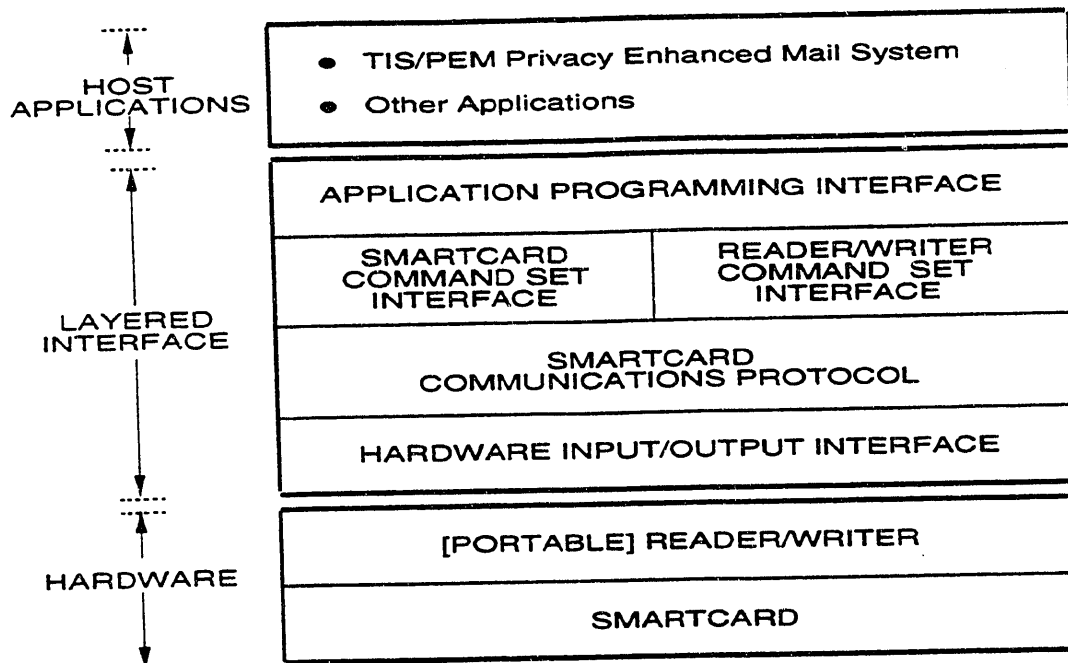 HOST
APPLICATIONS
● TIS/PEM Privacy Enhanced Mail System
● Other Applications
LAYERED
INTERFACE
APPLICATION PROGRAMMING INTERFACE
SMARTCARD
COMMAND SET
INTERFACE
READER/WRITER
COMMAND SET
INTERFACE
SMARTCARD
COMMUNICATIONS PROTOCOL
HARDWARE INPUT/OUTPUT INTERFACE
HARDWARE
[PORTABLE] READER/WRITER
SMARTCARD